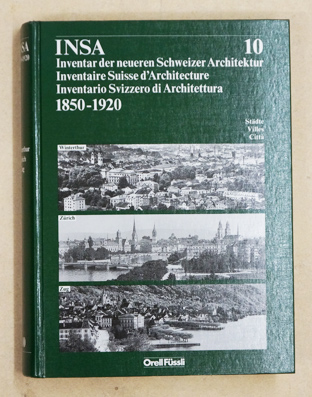 INSA 10
Inventar der neueren Schweizer Architektur
Inventaire Suisse d'Architecture
Inventario Svizzero di Architettura
1850-1920
Städte
Villes
Città
Winterthur
Zürich
Zug
Orell Füssli
INSA